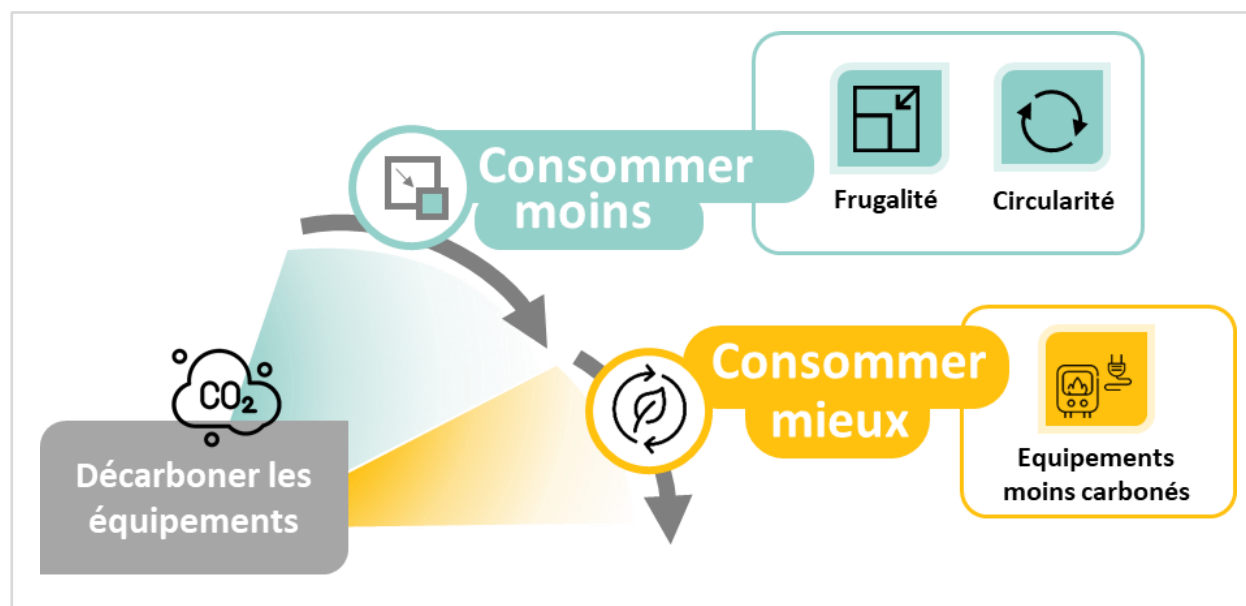 Consommer
moins
Frugalité
Circularité
CO₂
Décarboner les
équipements
Consommer
mieux
Equipements
moins carbonés